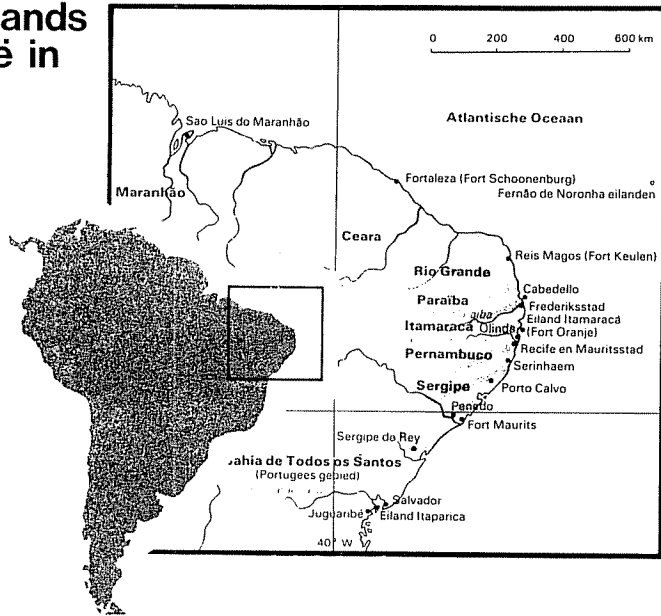 ands
ë in
0 200 400 600 km
Atlantische Oceaan
Sao Luis do Maranhão
Fortaleza (Fort Schoonenburg)
Fernão de Noronha eilanden
Maranhão
Ceara
Reis Magos (Fort Keulen)
Rio Grande
Cabedello
Paraïba
Frederiksstad
aiba
Eiland Itamaracá
(Fort Oranje)
Itamaracá
Olinda
Recife en Mauritsstad
Pernambuco
Serinhaem
Sergipe
Porto Calvo
Penedo
Fort Maurits
Sergipe do Rey
Bahia de Todos os Santos
(Portugees gebied)
Salvador
Juguaribe
Eiland Itaparica
40° W